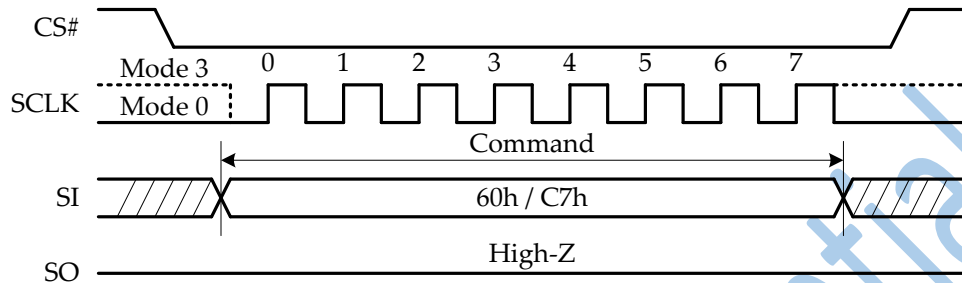 CS#
Mode 3
0 1 2 3 4 5 6 7
SCLK
Mode 0
Command
SI
60h / C7h
High-Z
SO